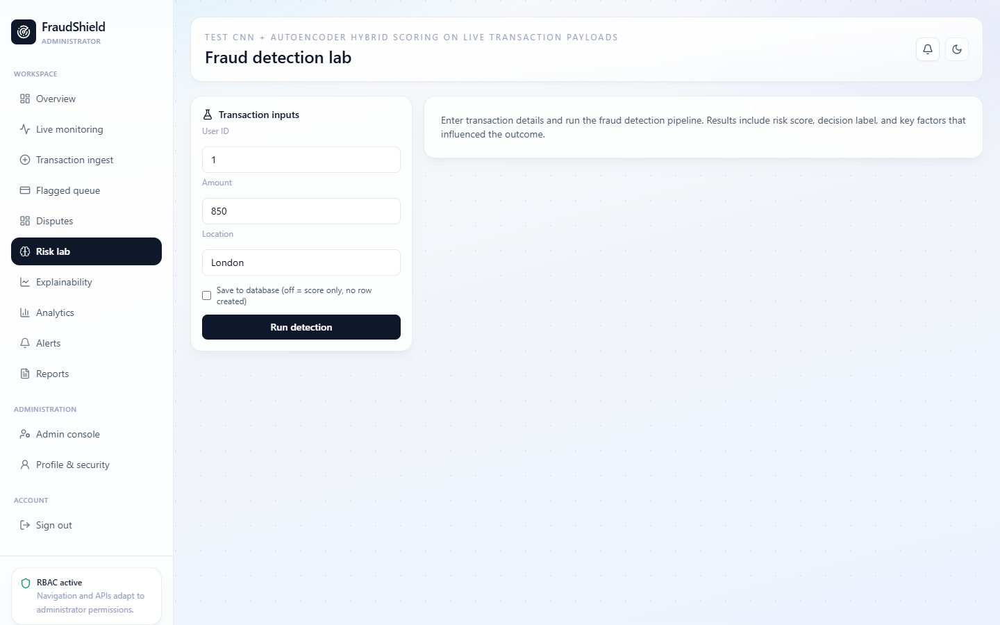 FraudShield
ADMINISTRATOR
WORKSPACE
Overview
Live monitoring
Transaction ingest
Flagged queue
Disputes
Risk lab
Explainability
Analytics
Alerts
Reports
ADMINISTRATION
Admin console
Profile & security
ACCOUNT
Sign out
RBAC active
Navigation and APIs adapt to
administrator permissions.
TEST CNN + AUTOENCODER HYBRID SCORING ON LIVE TRANSACTION PAYLOADS
Fraud detection lab
Transaction inputs
User ID
1
Amount
850
Location
London
Save to database (off = score only, no row
created)
Run detection
Enter transaction details and run the fraud detection pipeline. Results include risk score, decision label, and key factors that
influenced the outcome.